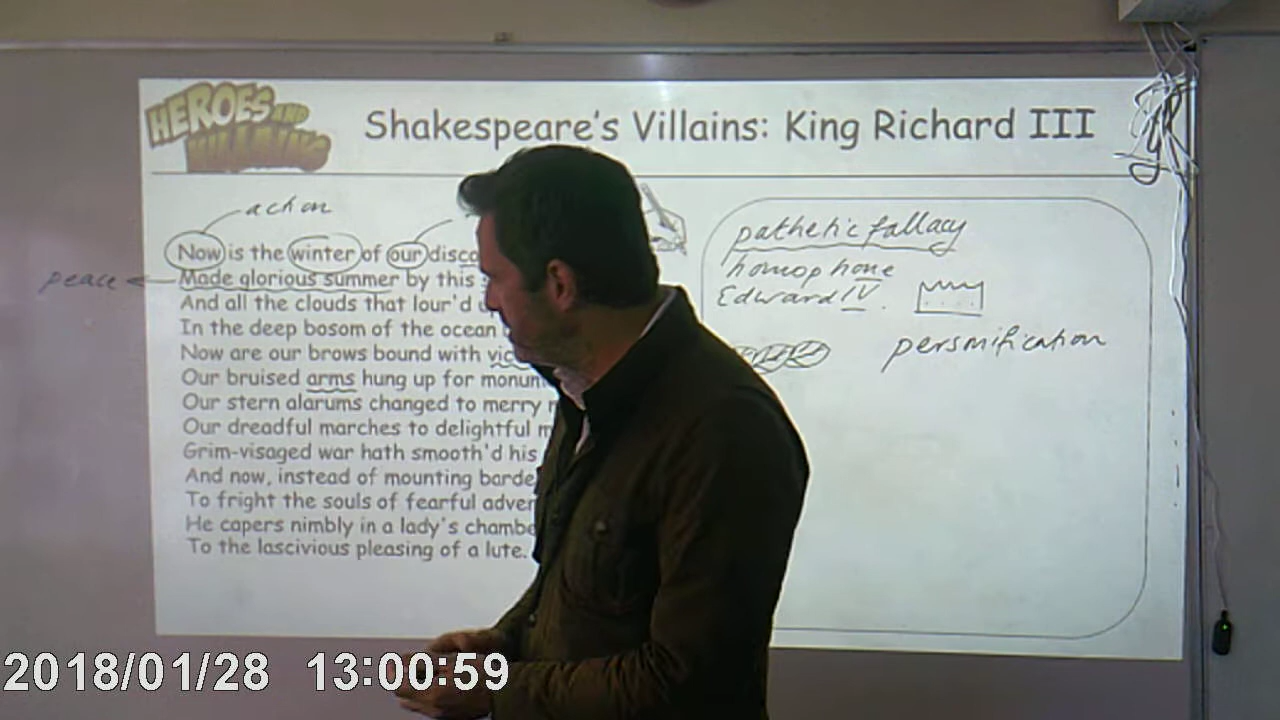 HEROES AND VILLAINS
Shakespeare's Villains: King Richard III
action
Now is the winter of our disco
peace
Made glorious summer by this
And all the clouds that lour'd
In the deep bosom of the ocean
Now are our brows bound with vic
Our bruised arms hung up for monum
Our stern alarums changed to merry
Our dreadful marches to delightful m
Grim-visaged war hath smooth'd his
And now, instead of mounting barde
To fright the souls of fearful adver
He capers nimbly in a lady's chambe
To the lascivious pleasing of a lute.
pathetic fallacy
homophone
Edward IV.
personification
2018/01/28 13:00:59